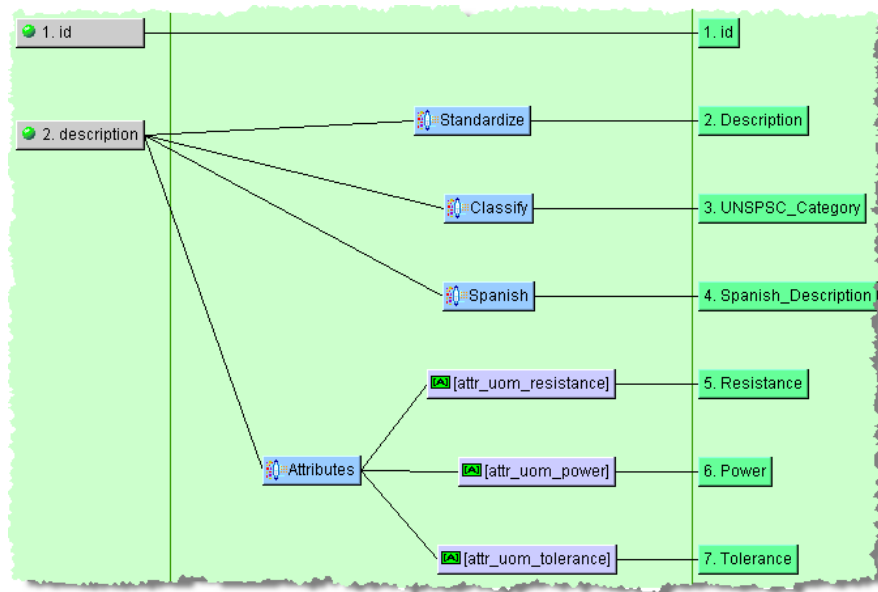 1. id
1. id
2. description
Standardize
2. Description
Classify
3. UNSPSC_Category
Spanish
4. Spanish_Description
[attr_uom_resistance]
5. Resistance
Attributes
[attr_uom_power]
6. Power
[attr_uom_tolerance]
7. Tolerance